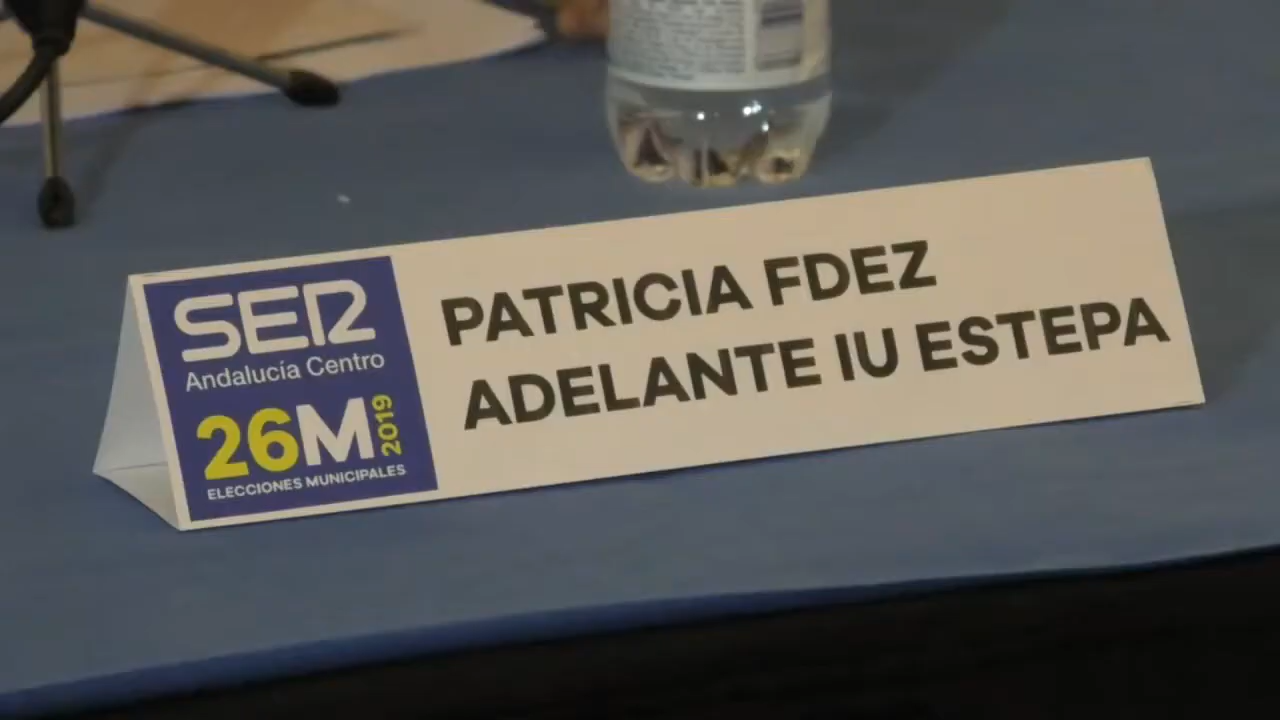 SER
Andalucía Centro
26M 2019
ELECCIONES MUNICIPALES
PATRICIA FDEZ
ADELANTE IU ESTEPA